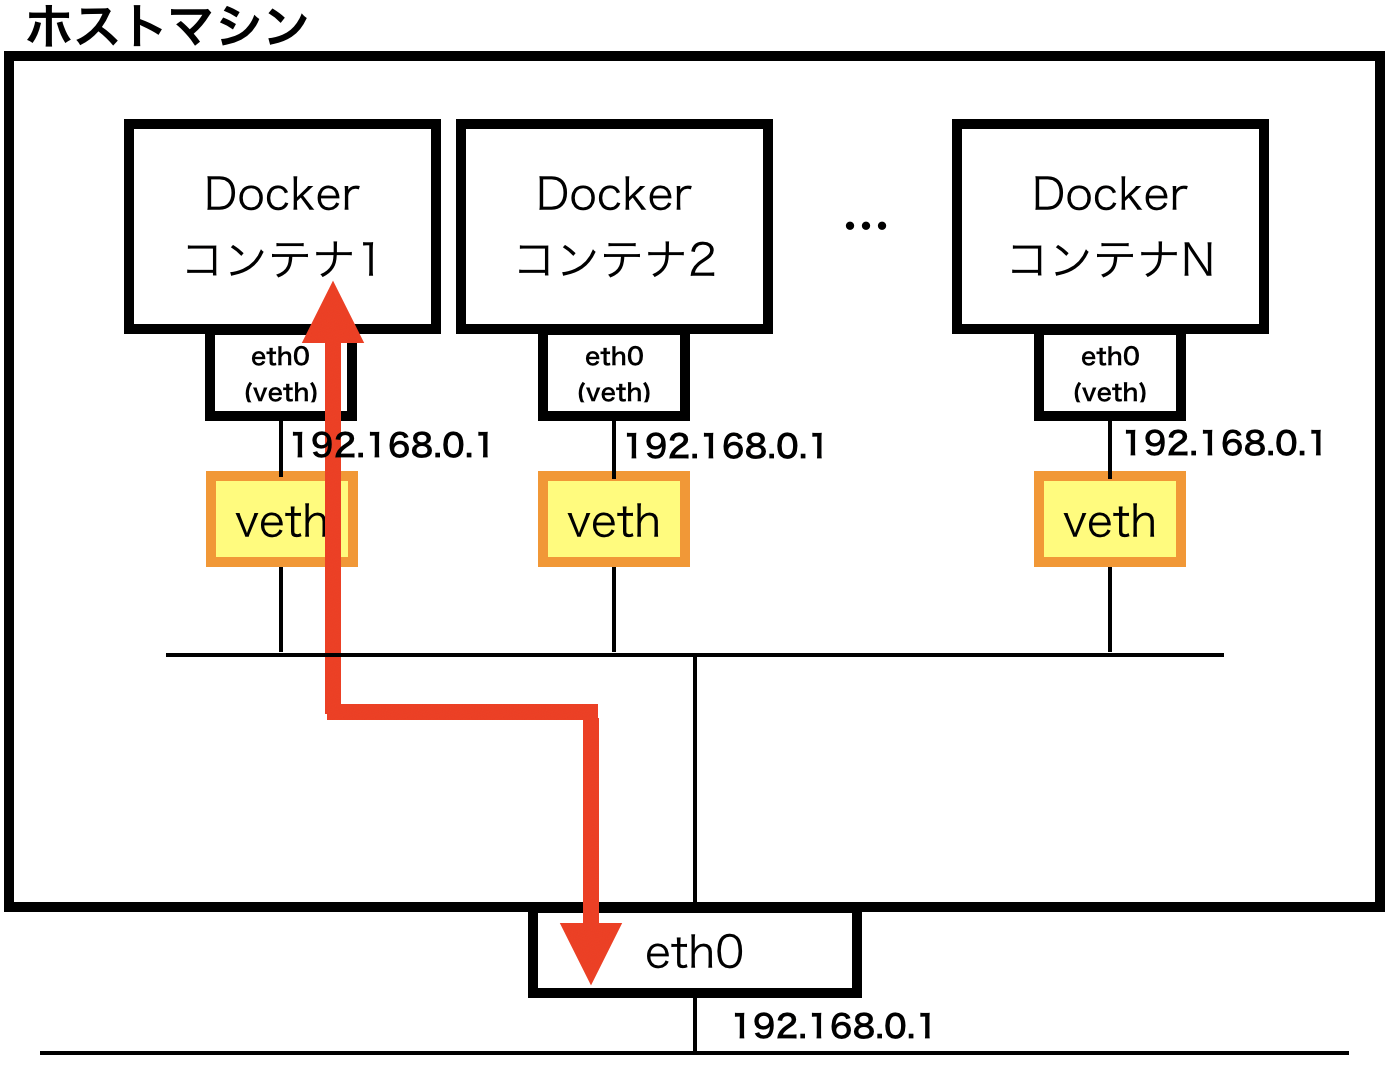 ホストマシン
Docker
コンテナ1
Docker
コンテナ2
...
Docker
コンテナN
eth0
(veth)
eth0
(veth)
eth0
(veth)
192.168.0.1
192.168.0.1
192.168.0.1
veth
veth
veth
eth0
192.168.0.1